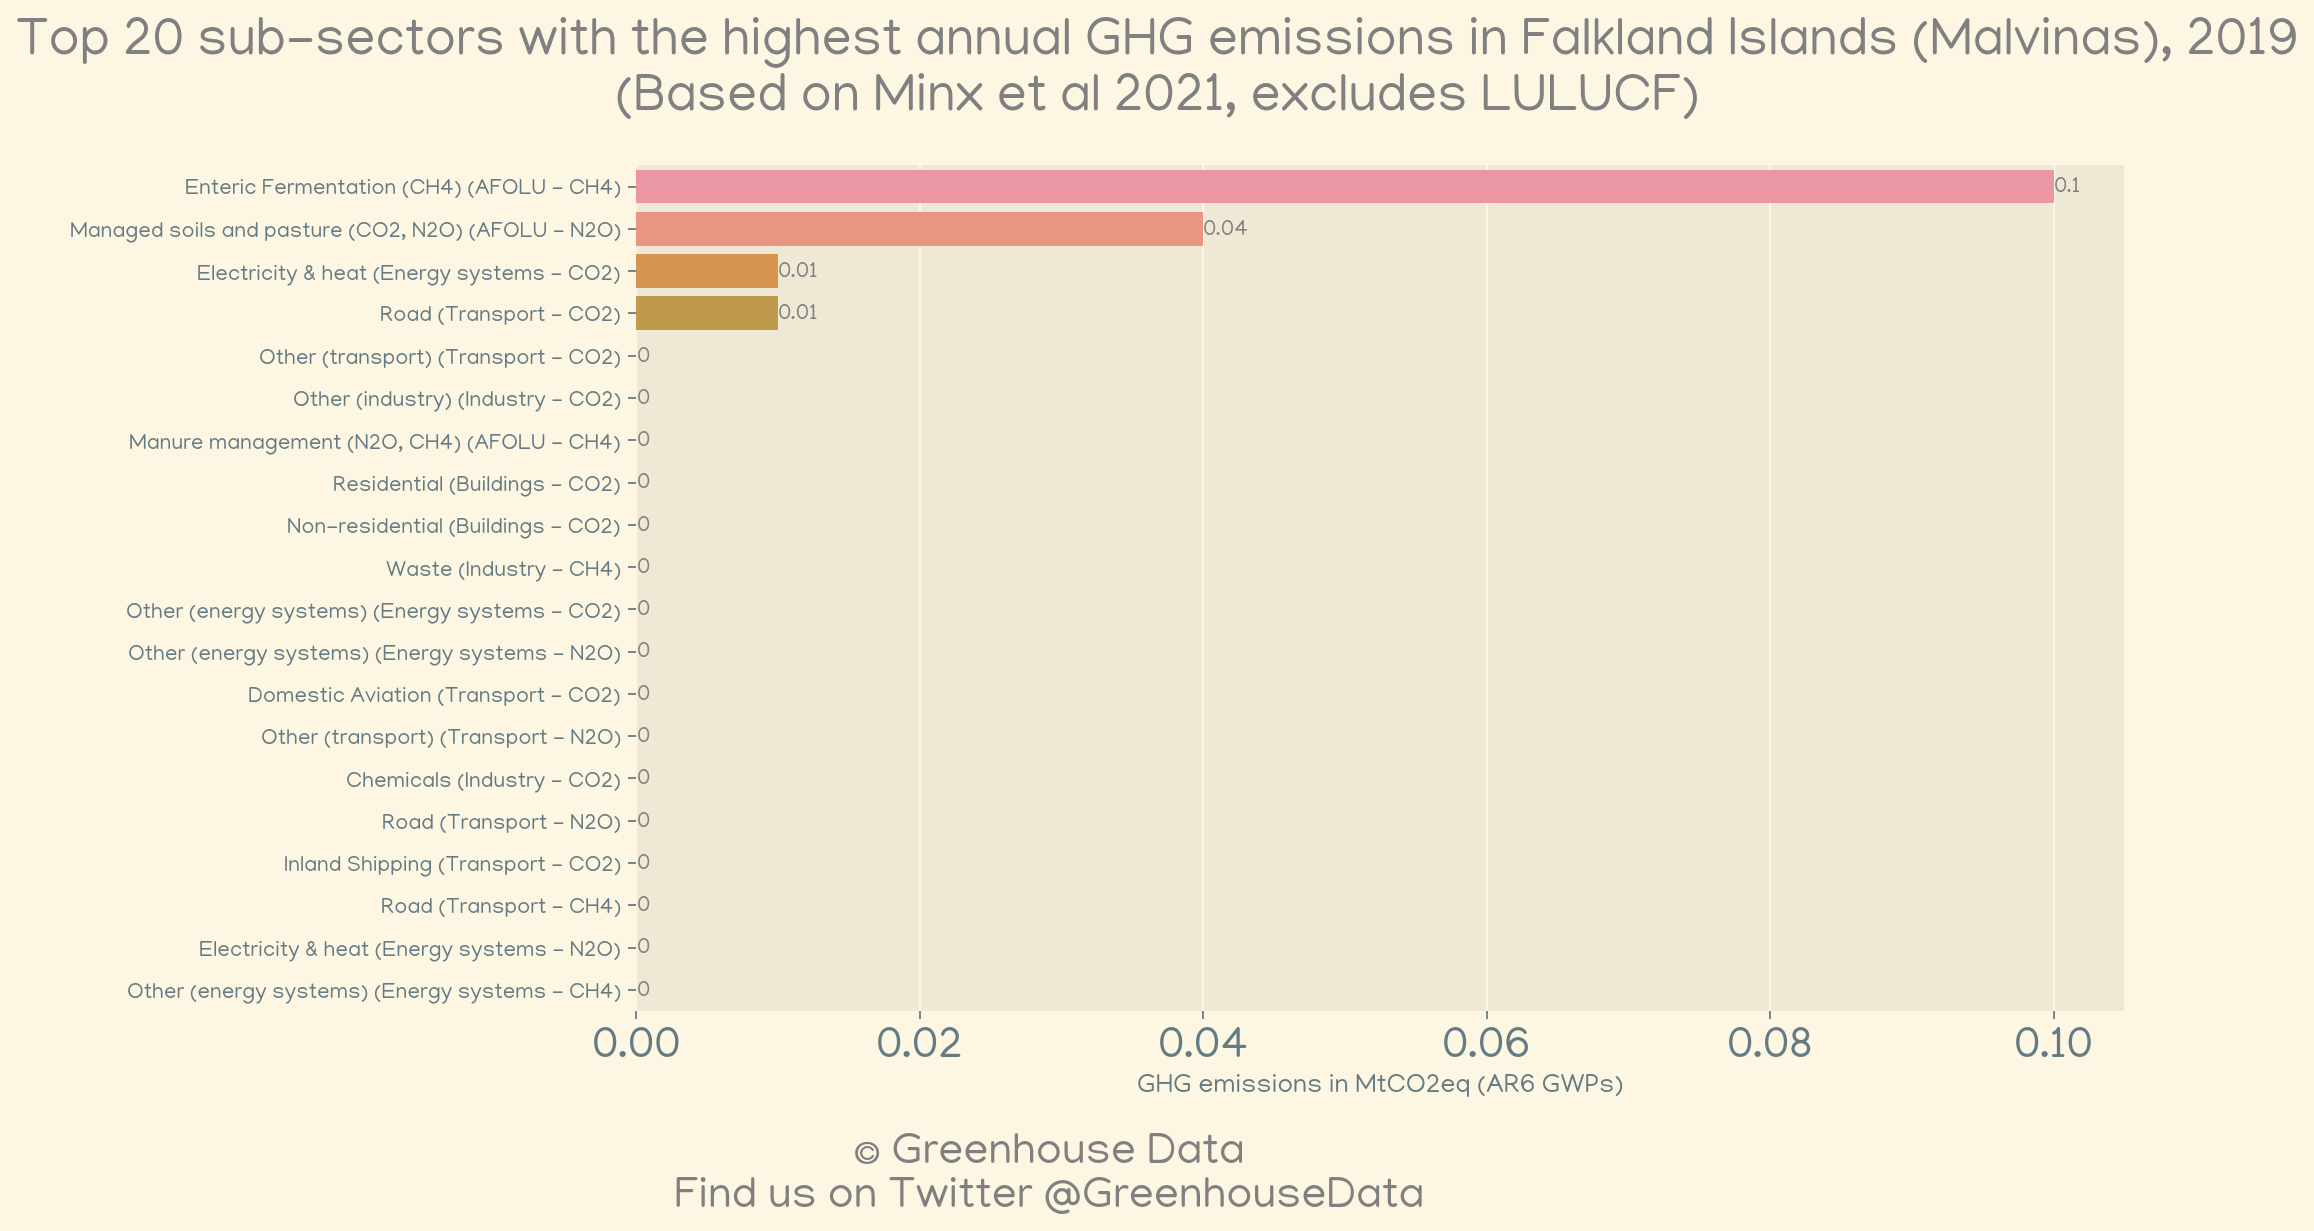 Top 20 sub-sectors with the highest annual GHG emissions in Falkland Islands (Malvinas), 2019
(Based on Minx et al 2021, excludes LULUCF)
Enteric Fermentation (CH4) (AFOLU - CH4) 0.1
Managed soils and pasture (CO2, N2O) (AFOLU - N2O) 0.04
Electricity & heat (Energy systems - CO2) 0.01
Road (Transport - CO2) 0.01
Other (transport) (Transport - CO2) 0
Other (industry) (Industry - CO2) 0
Manure management (N2O, CH4) (AFOLU - CH4) 0
Residential (Buildings - CO2) 0
Non-residential (Buildings - CO2) 0
Waste (Industry - CH4) 0
Other (energy systems) (Energy systems - CO2) 0
Other (energy systems) (Energy systems - N2O) 0
Domestic Aviation (Transport - CO2) 0
Other (transport) (Transport - N2O) 0
Chemicals (Industry - CO2) 0
Road (Transport - N2O) 0
Inland Shipping (Transport - CO2) 0
Road (Transport - CH4) 0
Electricity & heat (Energy systems - N2O) 0
Other (energy systems) (Energy systems - CH4) 0
0.00 0.02 0.04 0.06 0.08 0.10
GHG emissions in MtCO2eq (AR6 GWPs)
© Greenhouse Data
Find us on Twitter @GreenhouseData